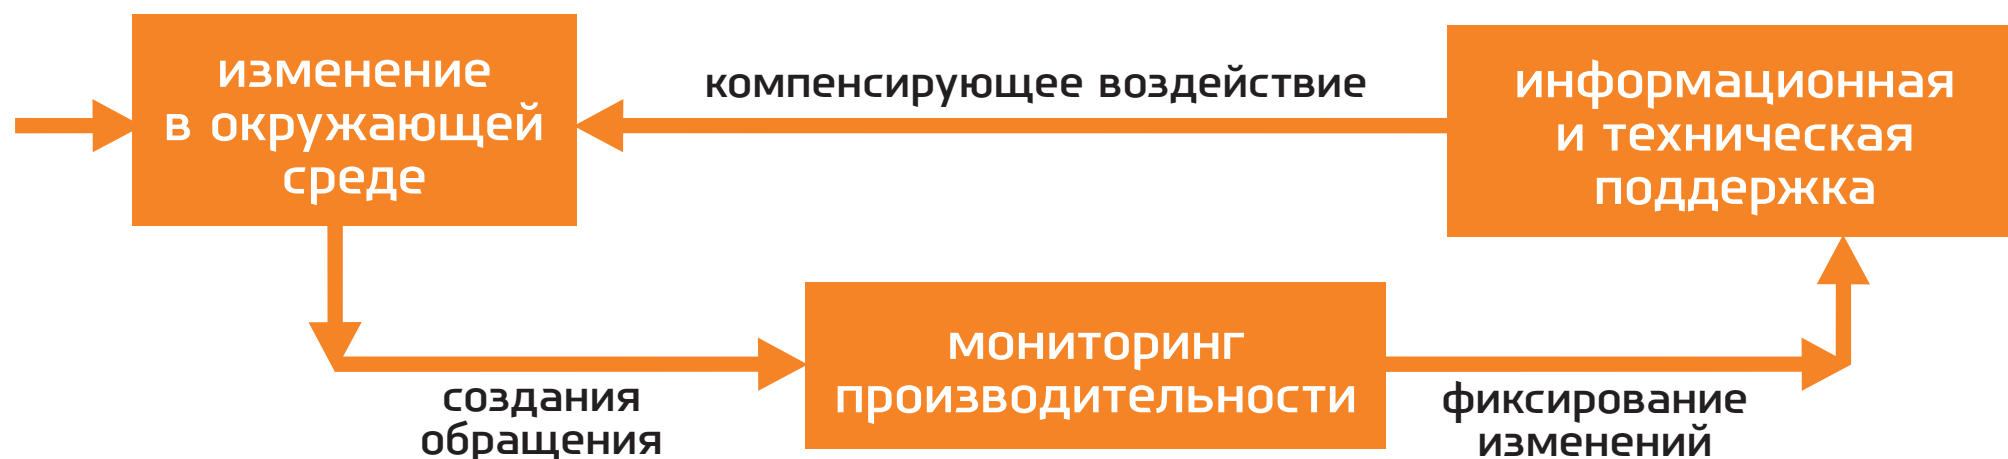 изменение
в окружающей
среде
компенсирующее воздействие
информационная
и техническая
поддержка
мониторинг
производительности
создания
обращения
фиксирование
изменений